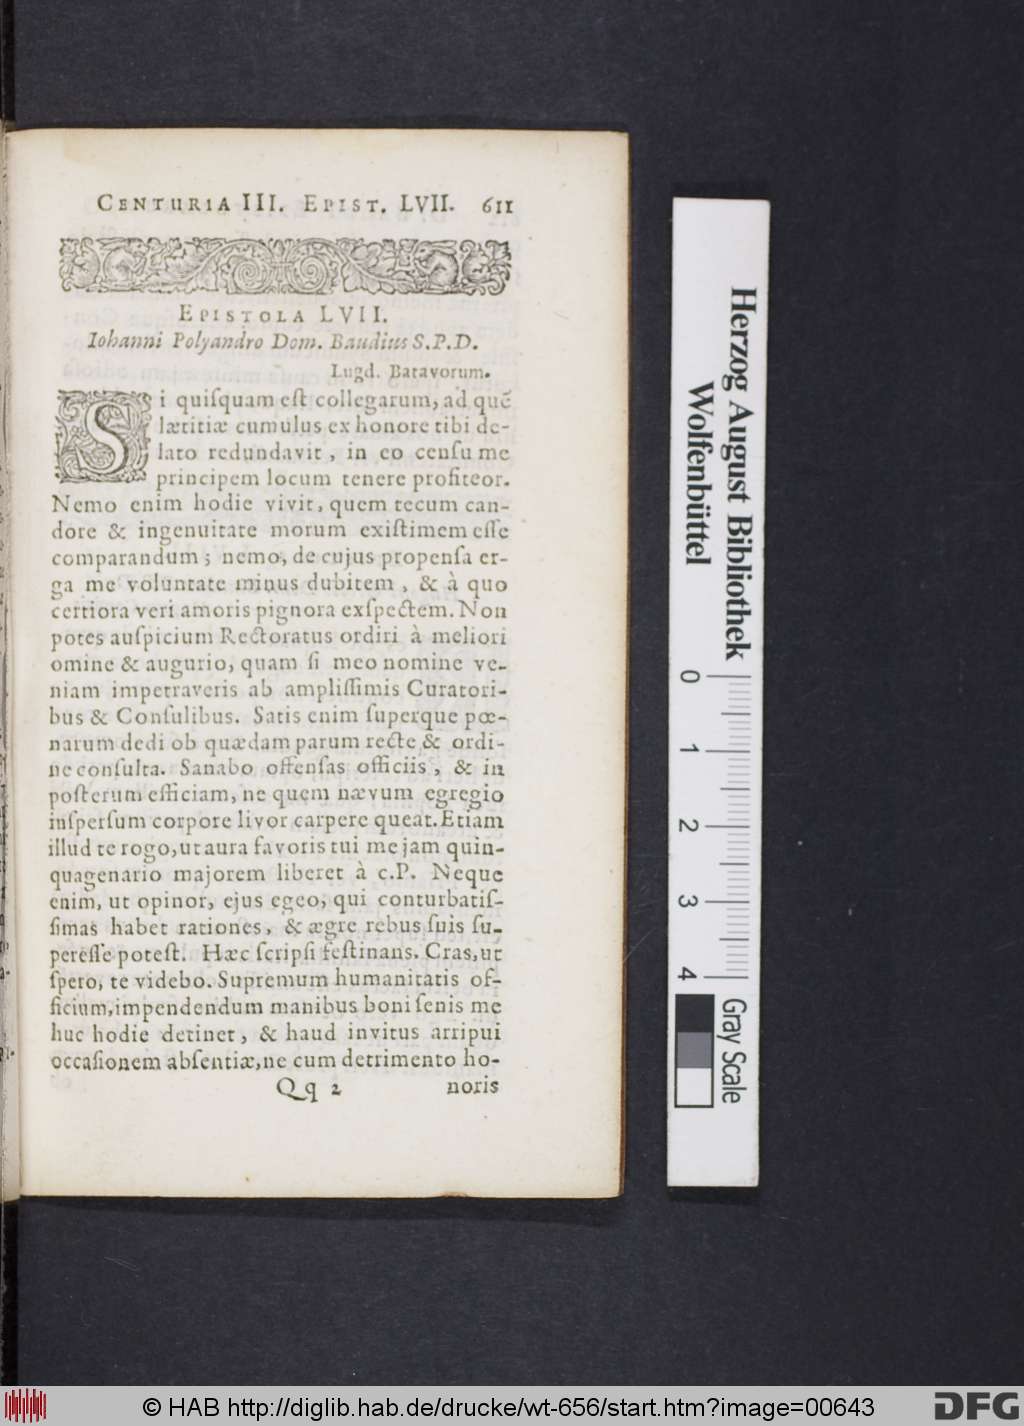 CENTURIA III. EPIST. LVII. 611
EPISTOLA LVII.
Iohanni Polyandro Dom. Baudius S.P.D.
Lugd. Batavorum.
Si quiſquam eſt collegarum, ad quē
lætitiæ cumulus ex honore tibi de-
lato redundavit, in eo cenſu me
principem locum tenere profiteor.
Nemo enim hodie vivit, quem tecum can-
dore & ingenuitate morum exiſtimem eſſe
comparandum; nemo, de cujus propenſa er-
ga me voluntate minus dubitem, & à quo
certiora veri amoris pignora exſpectem. Non
potes auſpicium Rectoratus ordiri à meliori
omine & augurio, quam ſi meo nomine ve-
niam impetraveris ab ampliſſimis Curatori-
bus & Conſulibus. Satis enim ſuperque pœ-
narum dedi ob quædam parum recte & ordi-
ne conſulta. Sanabo offenſas officiis, & in
poſterum efficiam, ne quem nævum egregio
inſperſum corpore livor carpere queat. Etiam
illud te rogo, ut aura favoris tui me jam quin-
quagenario majorem liberet à c.P. Neque
enim, ut opinor, ejus egeo, qui conturbatiſ-
ſimas habet rationes, & ægre rebus ſuis ſu-
pereſſe poteſt. Hæc ſcripſi feſtinans. Cras, ut
ſpero, te videbo. Supremum humanitatis of-
ficium, impendendum manibus boni ſenis me
huc hodie detinet, & haud invitus arripui
occaſionem abſentiæ, ne cum detrimento ho-
Qq 2 noris
Herzog August Bibliothek
Wolfenbüttel
0 1 2 3 4
Gray Scale
© HAB http://diglib.hab.de/drucke/wt-656/start.htm?image=00643
DFG